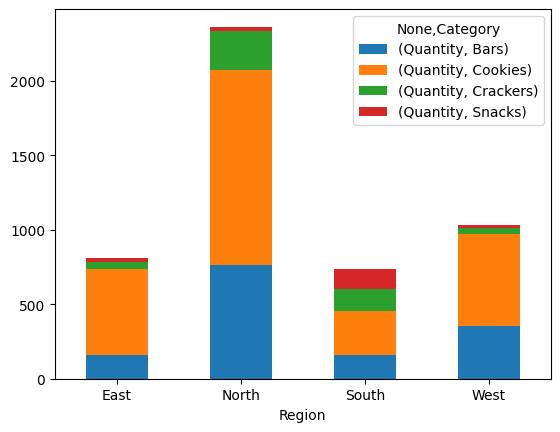 None,Category
(Quantity, Bars)
(Quantity, Cookies)
(Quantity, Crackers)
(Quantity, Snacks)
2000
1500
1000
500
0
East North South West
Region